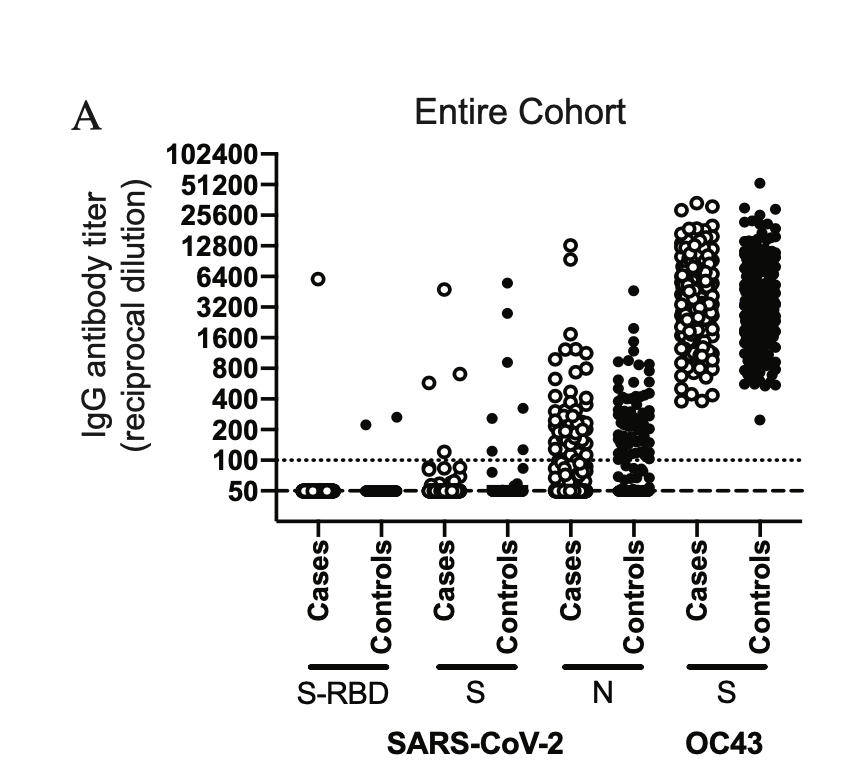 A
Entire Cohort
IgG antibody titer
(reciprocal dilution)
102400
51200
25600
12800
6400
3200
1600
800
400
200
100
50
Cases
Controls
Cases
Controls
Cases
Controls
Cases
Controls
S-RBD
S
N
S
SARS-CoV-2
OC43